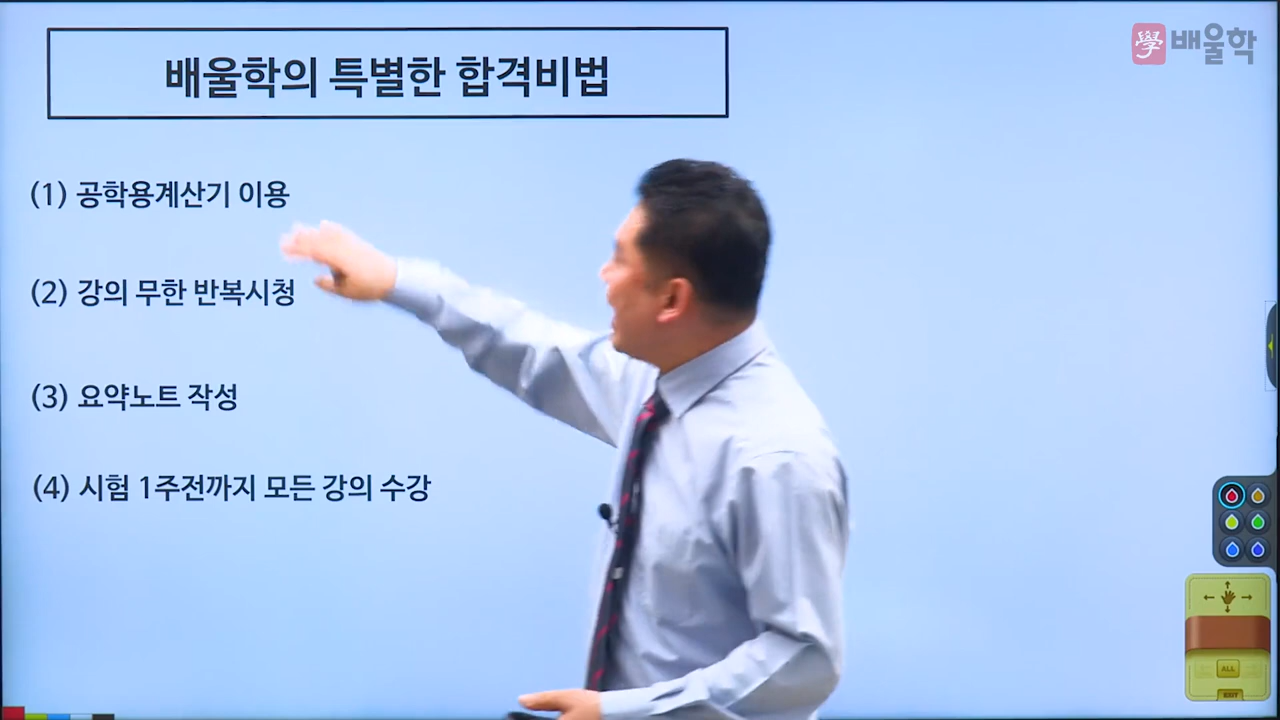 배울학의 특별한 합격비법
學 배울학
(1) 공학용계산기 이용
(2) 강의 무한 반복시청
(3) 요약노트 작성
(4) 시험 1주전까지 모든 강의 수강
ALL
EXIT